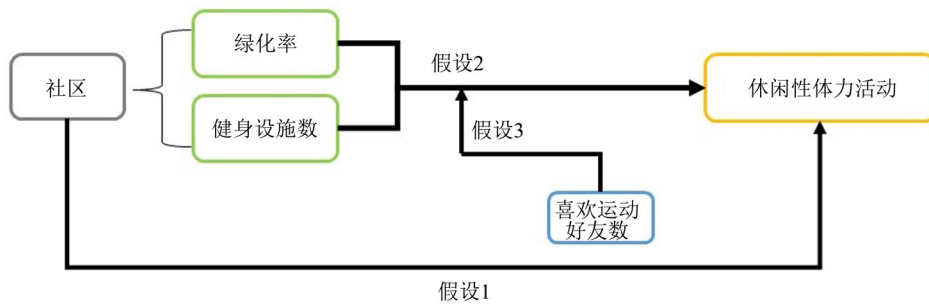 绿化率
假设2
社区
休闲性体力活动
健身设施数
假设3
喜欢运动
好友数
假设1